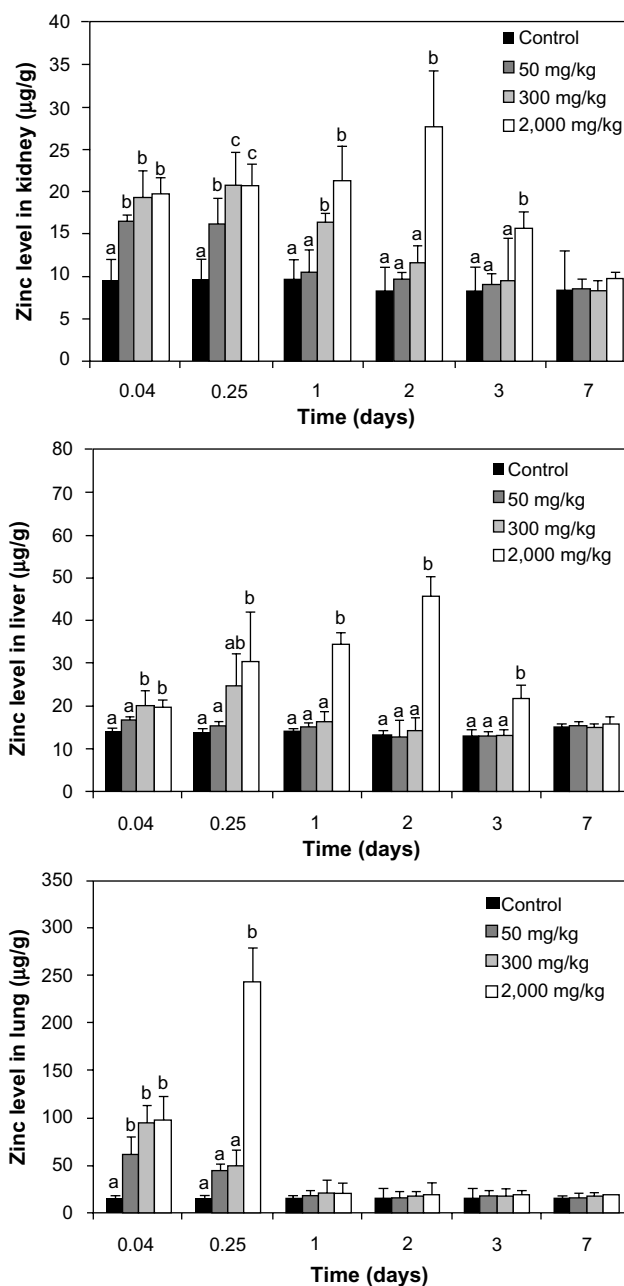 Zinc level in kidney (µg/g)
40
35
30
25
20
15
10
5
0
Control
50 mg/kg
300 mg/kg
2,000 mg/kg
a b b b
a b c c
a a b b
a a a b
a a a b
0.04 0.25 1 2 3 7
Time (days)
Zinc level in liver (µg/g)
80
70
60
50
40
30
20
10
0
Control
50 mg/kg
300 mg/kg
2,000 mg/kg
a a b b
a a ab b
a a a b
a a a b
a a a b
0.04 0.25 1 2 3 7
Time (days)
Zinc level in lung (µg/g)
350
300
250
200
150
100
50
0
Control
50 mg/kg
300 mg/kg
2,000 mg/kg
a b b b
a a a b
0.04 0.25 1 2 3 7
Time (days)